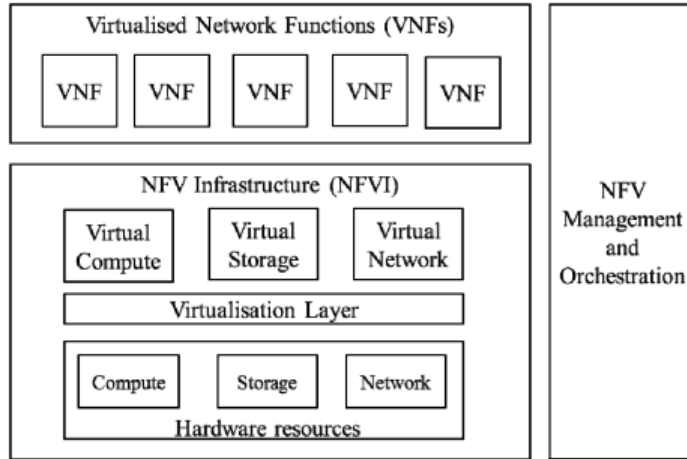 Virtualised Network Functions (VNFs)
VNF VNF VNF VNF VNF
NFV Infrastructure (NFVI)
Virtual
Compute
Virtual
Storage
Virtual
Network
Virtualisation Layer
Compute Storage Network
Hardware resources
NFV
Management
and
Orchestration